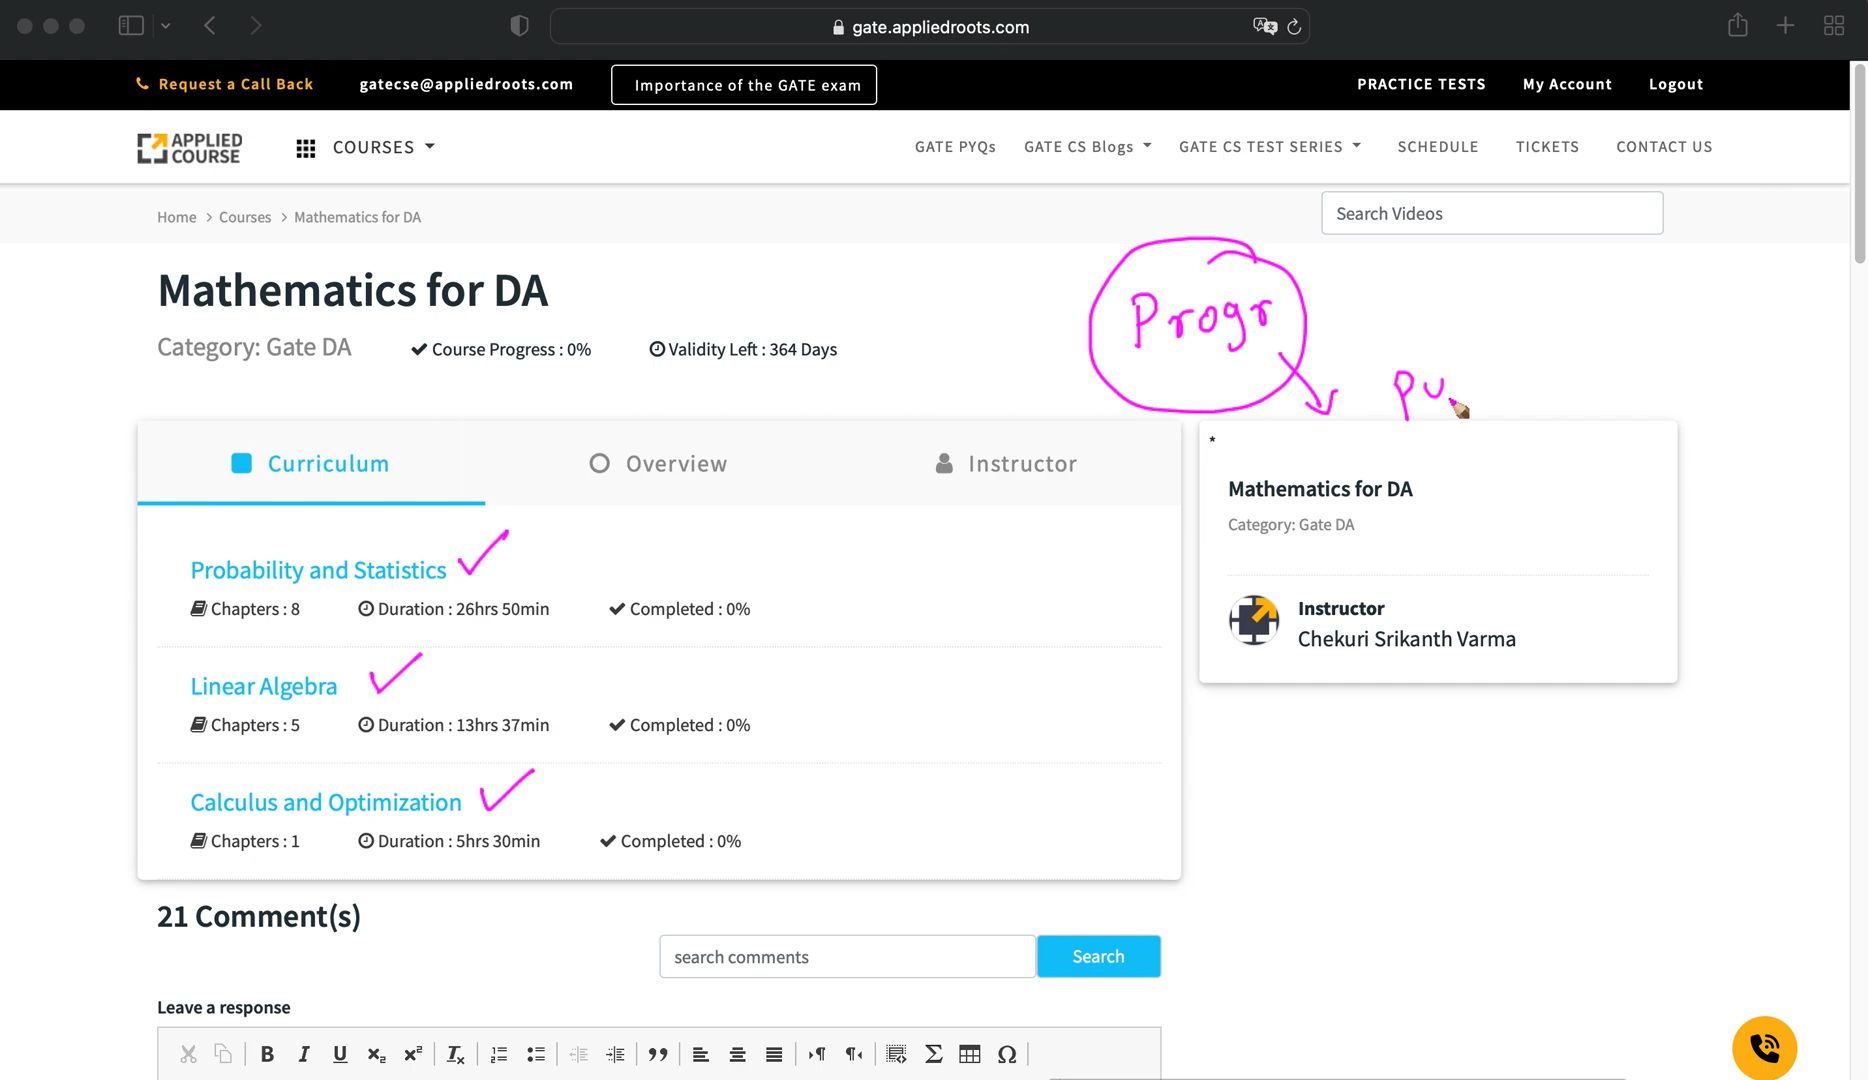 gate.appliedroots.com
Request a Call Back
gatecse@appliedroots.com
Importance of the GATE exam
PRACTICE TESTS
My Account
Logout
APPLIED
COURSE
COURSES
GATE PYQs
GATE CS Blogs
GATE CS TEST SERIES
SCHEDULE
TICKETS
CONTACT US
Home > Courses > Mathematics for DA
Search Videos
Mathematics for DA
Progr
Category: Gate DA
Course Progress : 0%
Validity Left : 364 Days
Pu
Curriculum
Overview
Instructor
*
Mathematics for DA
Category: Gate DA
Instructor
Chekuri Srikanth Varma
Probability and Statistics
Chapters : 8
Duration : 26hrs 50min
Completed : 0%
Linear Algebra
Chapters : 5
Duration : 13hrs 37min
Completed : 0%
Calculus and Optimization
Chapters : 1
Duration : 5hrs 30min
Completed : 0%
21 Comment(s)
search comments
Search
Leave a response